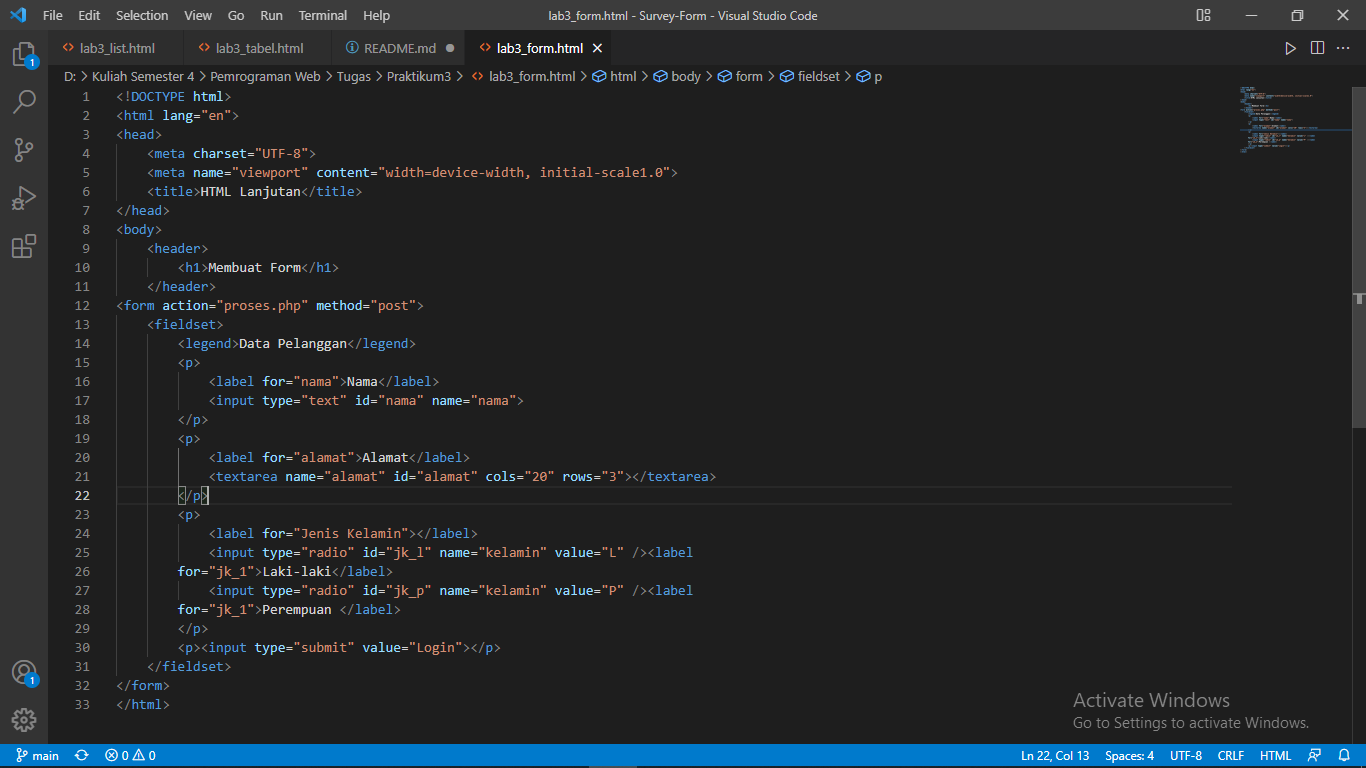 File Edit Selection View Go Run Terminal Help lab3_form.html - Survey-Form - Visual Studio Code
lab3_list.html lab3_tabel.html README.md lab3_form.html
D: > Kuliah Semester 4 > Pemrograman Web > Tugas > Praktikum3 > lab3_form.html > html > body > form > fieldset > p
1 <!DOCTYPE html>
2 <html lang="en">
3 <head>
4 <meta charset="UTF-8">
5 <meta name="viewport" content="width=device-width, initial-scale1.0">
6 <title>HTML Lanjutan</title>
7 </head>
8 <body>
9 <header>
10 <h1>Membuat Form</h1>
11 </header>
12 <form action="proses.php" method="post">
13 <fieldset>
14 <legend>Data Pelanggan</legend>
15 <p>
16 <label for="nama">Nama</label>
17 <input type="text" id="nama" name="nama">
18 </p>
19 <p>
20 <label for="alamat">Alamat</label>
21 <textarea name="alamat" id="alamat" cols="20" rows="3"></textarea>
22 </p>
23 <p>
24 <label for="Jenis Kelamin"></label>
25 <input type="radio" id="jk_l" name="kelamin" value="L" /><label
26 for="jk_1">Laki-laki</label>
27 <input type="radio" id="jk_p" name="kelamin" value="P" /><label
28 for="jk_1">Perempuan </label>
29 </p>
30 <p><input type="submit" value="Login"></p>
31 </fieldset>
32 </form>
33 </html>
1
1
Activate Windows
Go to Settings to activate Windows.
main 0 0 Ln 22, Col 13 Spaces: 4 UTF-8 CRLF HTML